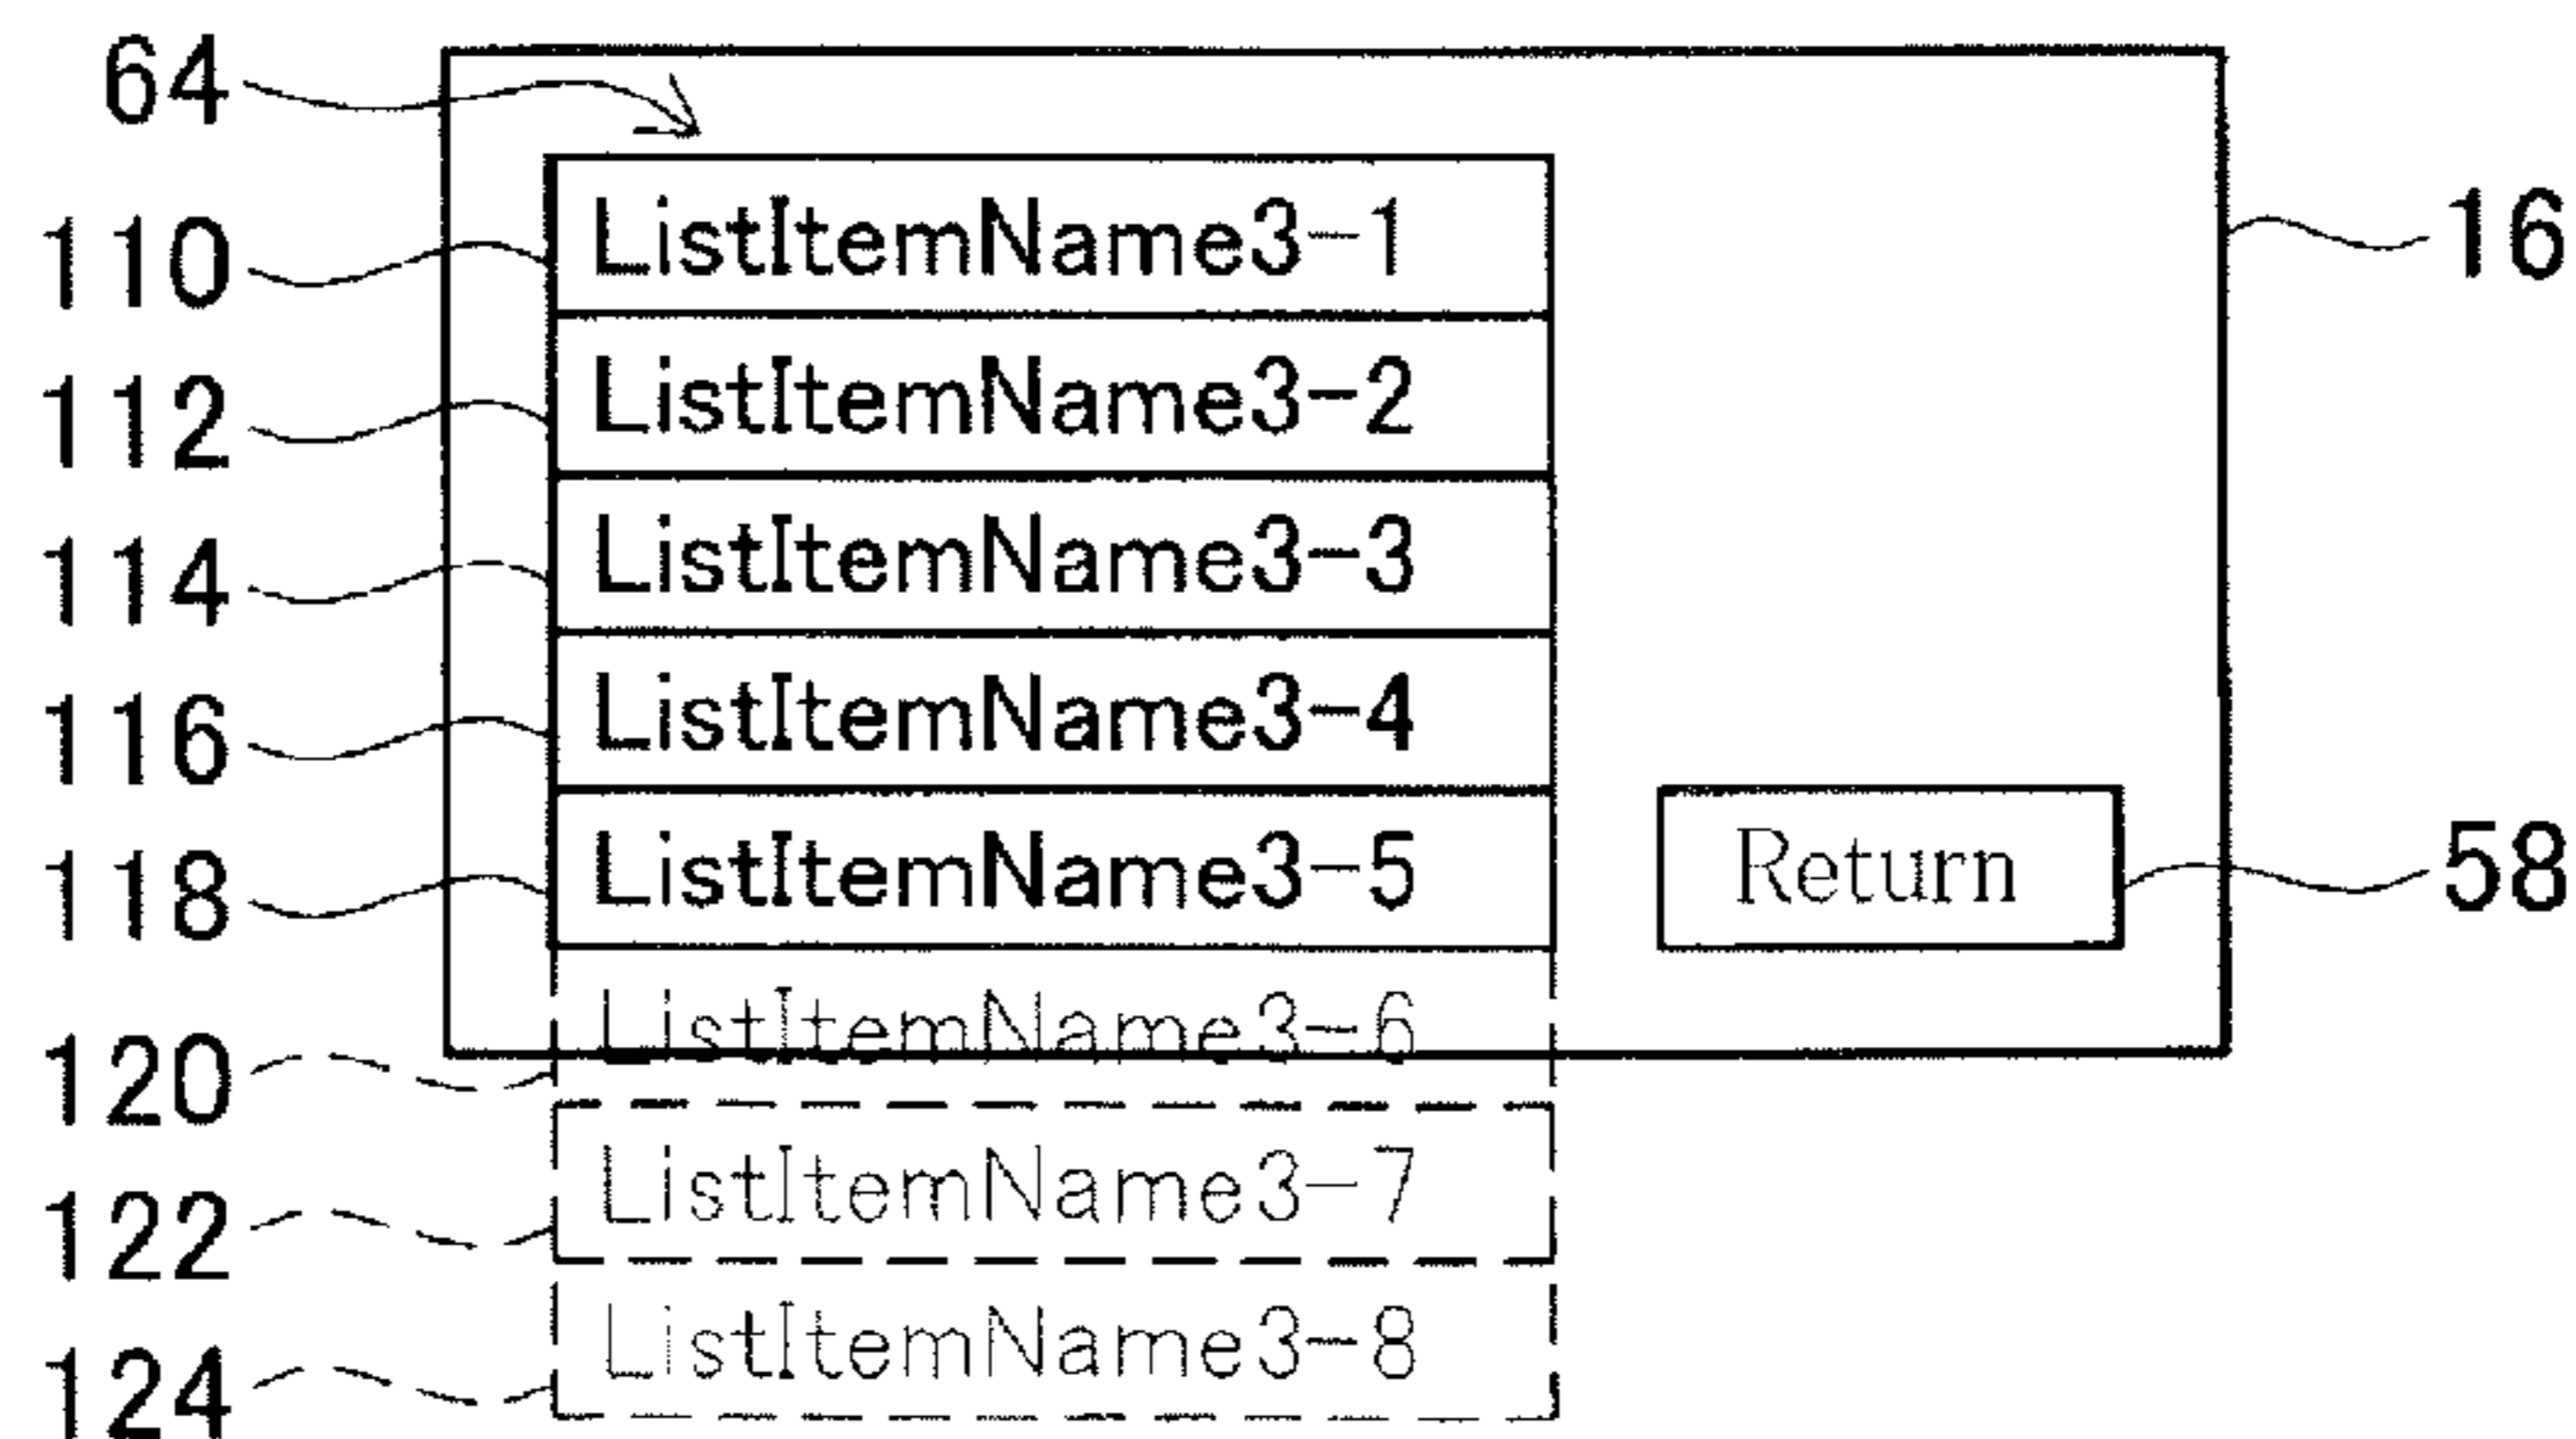 64
110 ListItemName3-1 16
112 ListItemName3-2
114 ListItemName3-3
116 ListItemName3-4
118 ListItemName3-5 Return 58
120 ListItemName3-6
122 ListItemName3-7
124 ListItemName3-8